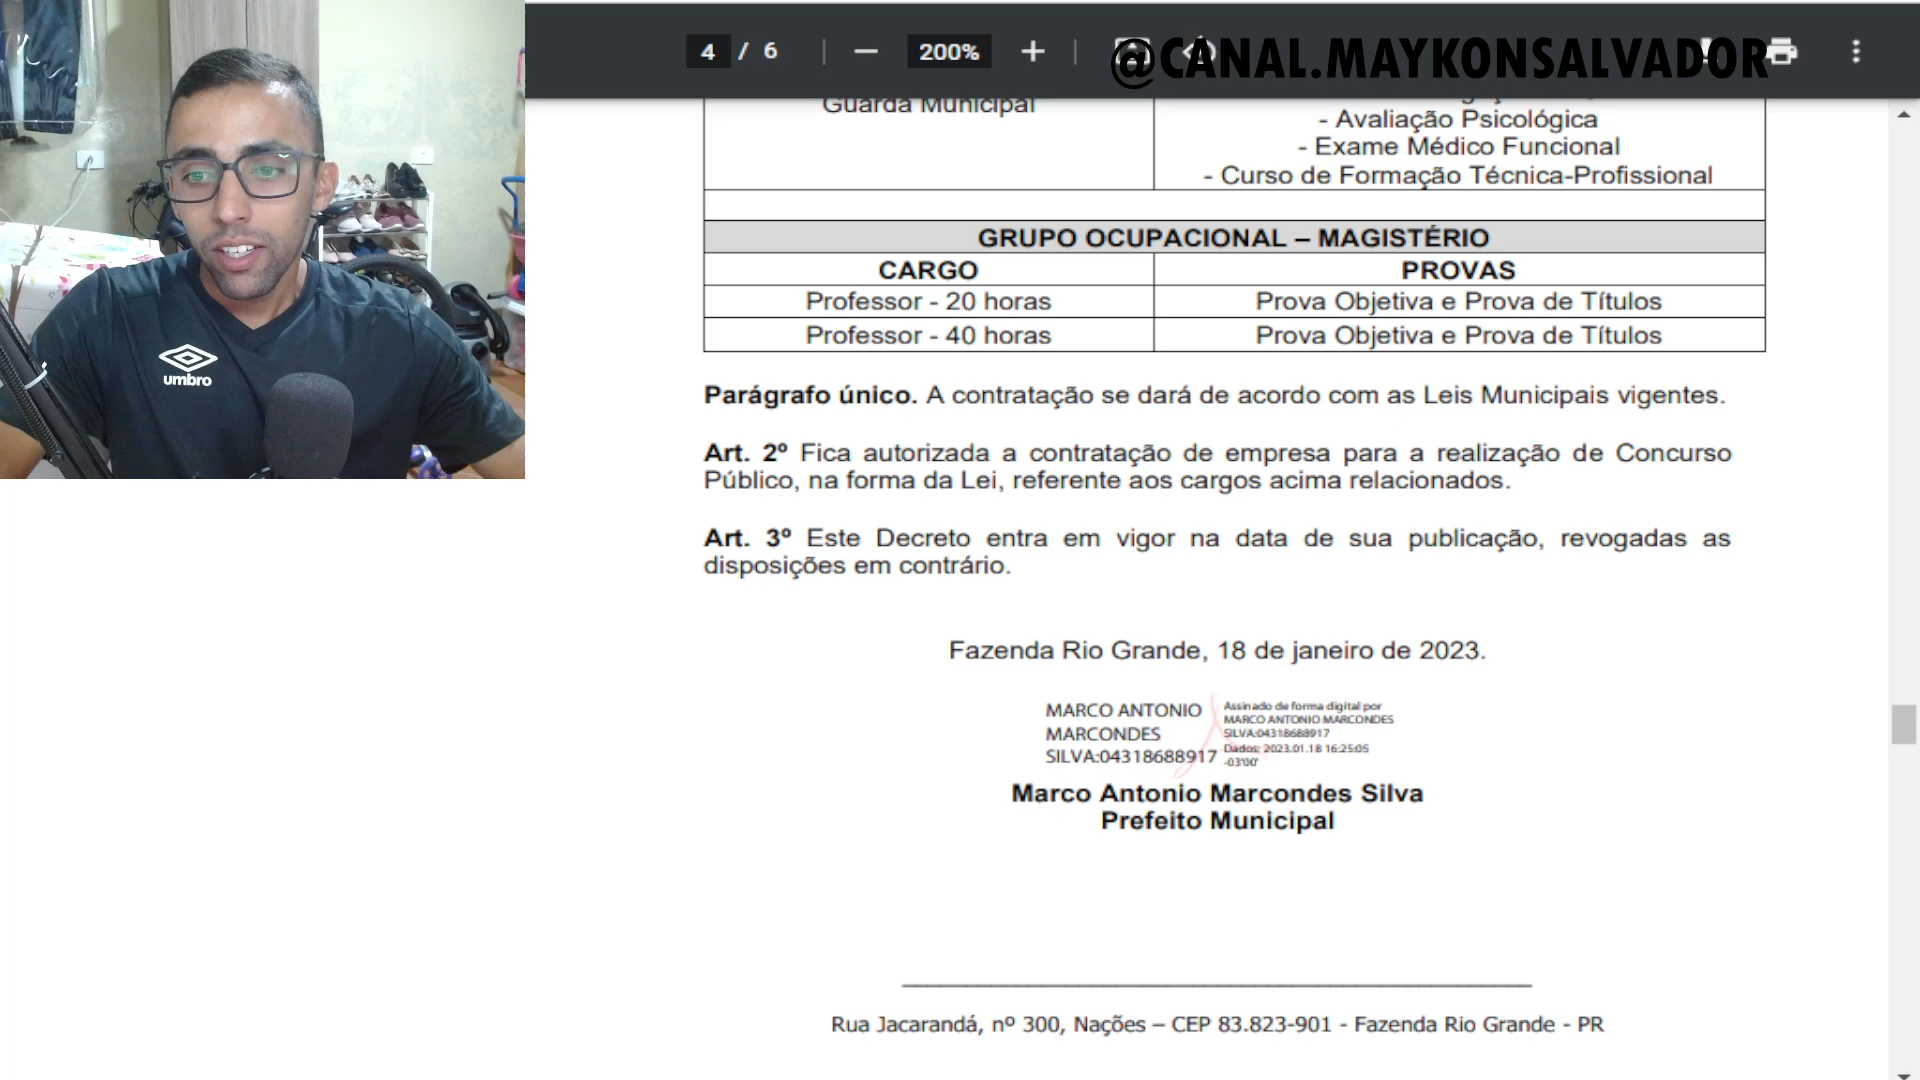 4 / 6
200%
@CANAL.MAYKONSALVADOR
Guarda Municipal
- Avaliação Psicológica
- Exame Médico Funcional
- Curso de Formação Técnica-Profissional
GRUPO OCUPACIONAL – MAGISTÉRIO
CARGO PROVAS
Professor - 20 horas Prova Objetiva e Prova de Títulos
Professor - 40 horas Prova Objetiva e Prova de Títulos
Parágrafo único. A contratação se dará de acordo com as Leis Municipais vigentes.
Art. 2º Fica autorizada a contratação de empresa para a realização de Concurso
Público, na forma da Lei, referente aos cargos acima relacionados.
Art. 3º Este Decreto entra em vigor na data de sua publicação, revogadas as
disposições em contrário.
Fazenda Rio Grande, 18 de janeiro de 2023.
MARCO ANTONIO
MARCONDES
SILVA:04318688917
Assinado de forma digital por
MARCO ANTONIO MARCONDES
SILVA:04318688917
Dados: 2023.01.18 16:25:05
-03'00'
Marco Antonio Marcondes Silva
Prefeito Municipal
Rua Jacarandá, nº 300, Nações – CEP 83.823-901 - Fazenda Rio Grande - PR
umbro